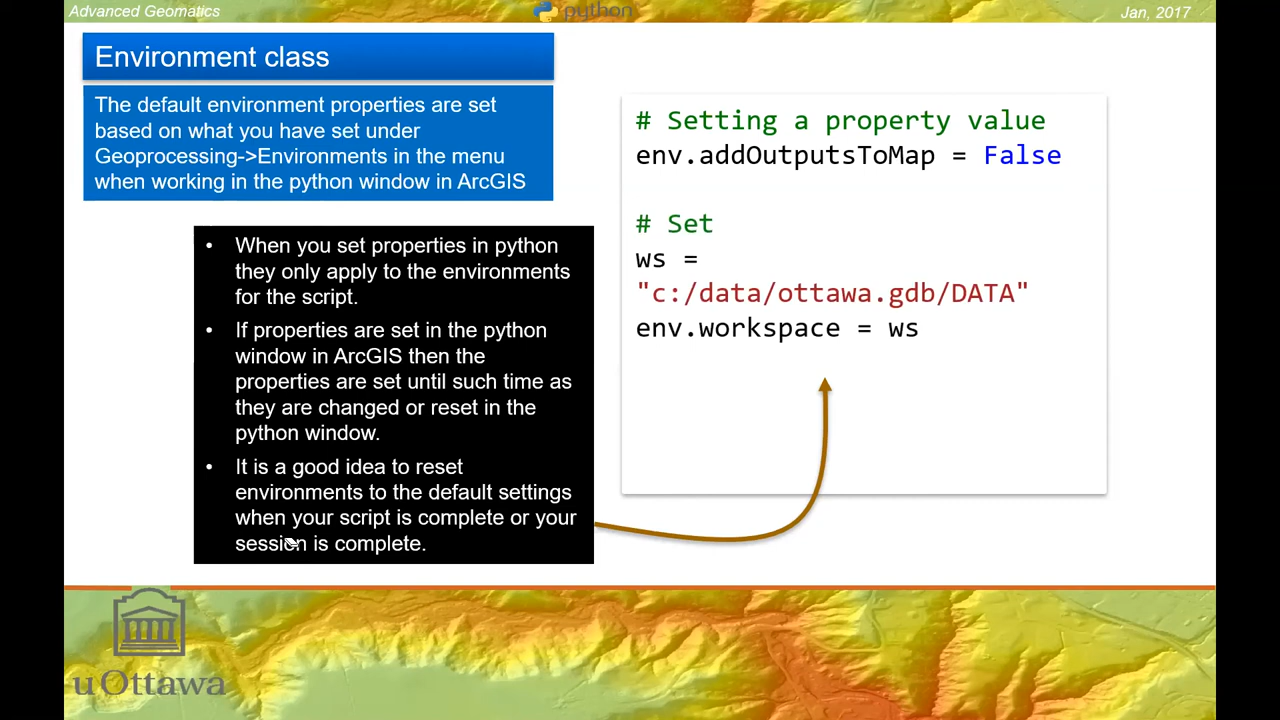 Advanced Geomatics
python
Jan, 2017
Environment class
The default environment properties are set
based on what you have set under
Geoprocessing->Environments in the menu
when working in the python window in ArcGIS
• When you set properties in python
they only apply to the environments
for the script.
• If properties are set in the python
window in ArcGIS then the
properties are set until such time as
they are changed or reset in the
python window.
• It is a good idea to reset
environments to the default settings
when your script is complete or your
session is complete.
# Setting a property value
env.addOutputsToMap = False
# Set
ws =
"c:/data/ottawa.gdb/DATA"
env.workspace = ws
uOttawa